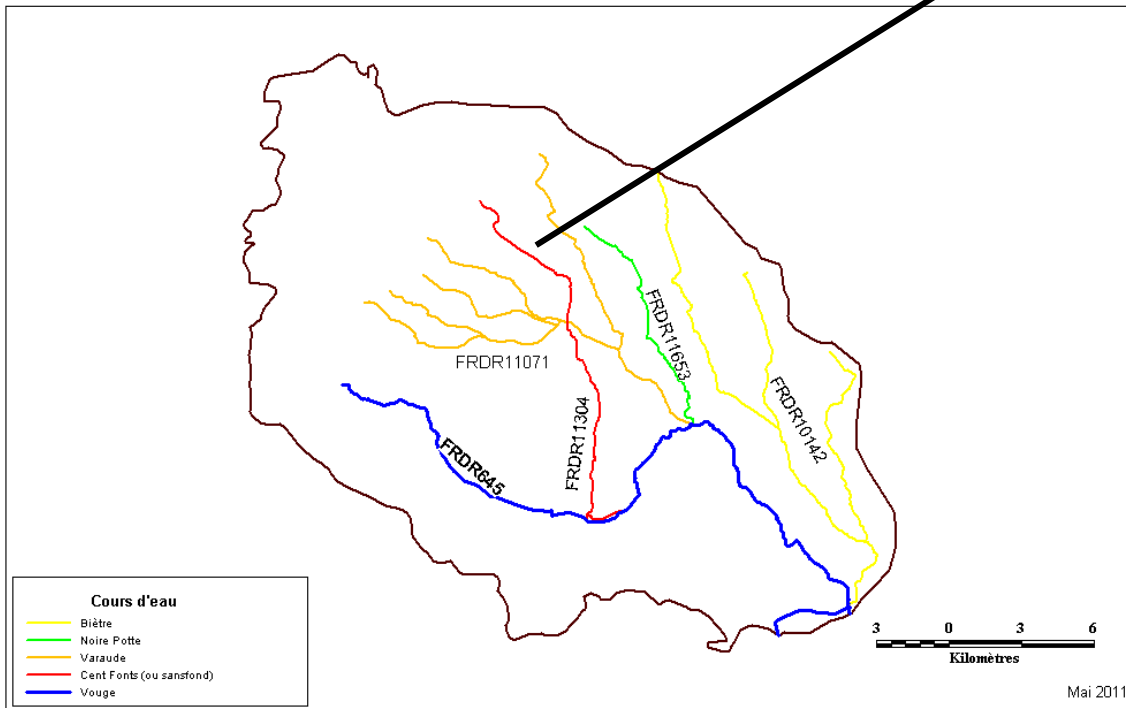 FRDR11653
FRDR11071
FRDR10142
FRDR11304
FRDR645
Cours d'eau
Biètre
Noire Potte
Varaude
Cent Fonts (ou sansfond)
Vouge
3 0 3 6
Kilomètres
Mai 2011